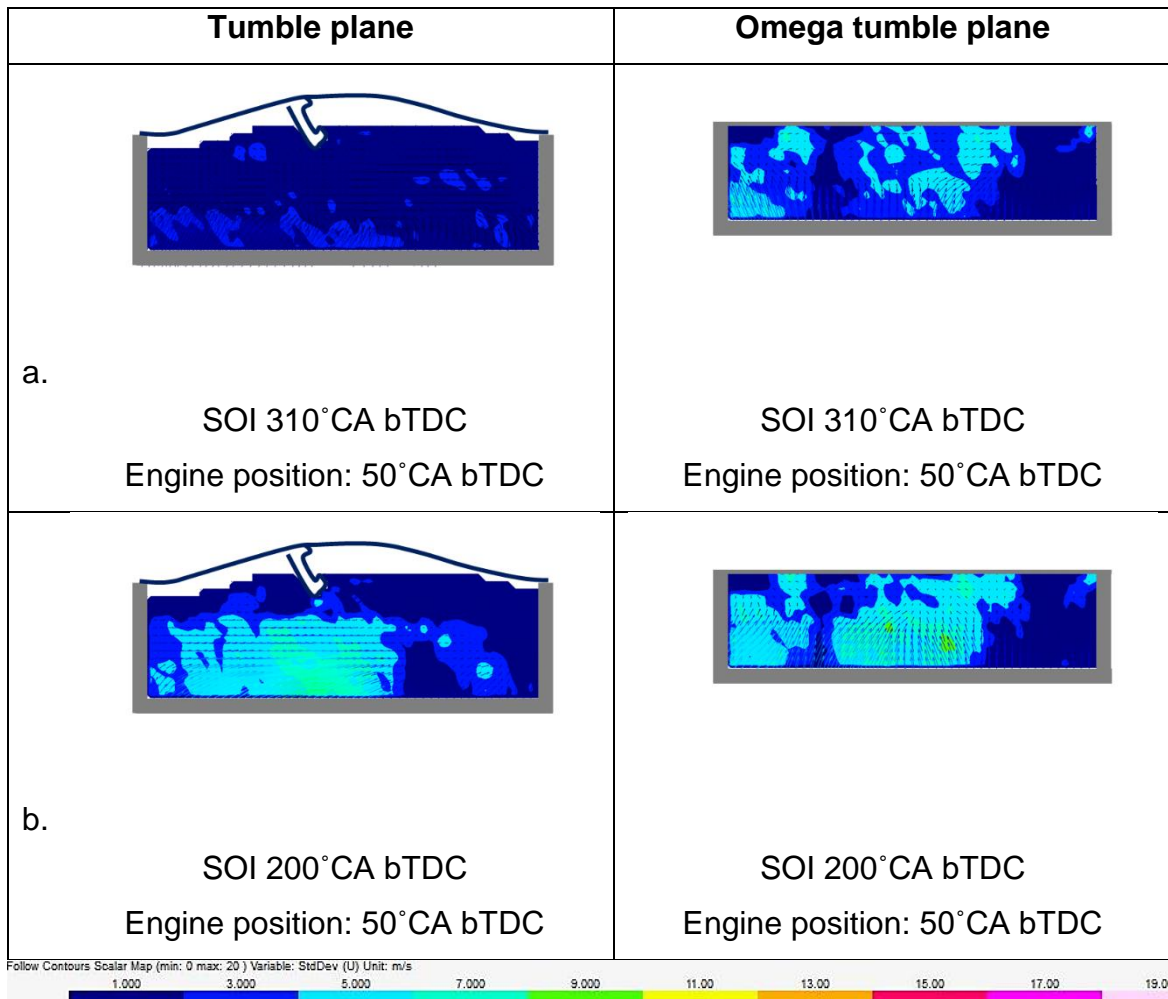 Tumble plane
Omega tumble plane
a.
SOI 310˚CA bTDC
Engine position: 50˚CA bTDC
SOI 310˚CA bTDC
Engine position: 50˚CA bTDC
b.
SOI 200˚CA bTDC
Engine position: 50˚CA bTDC
SOI 200˚CA bTDC
Engine position: 50˚CA bTDC
Follow Contours Scalar Map (min: 0 max: 20 ) Variable: StdDev (U) Unit: m/s
1.000 3.000 5.000 7.000 9.000 11.00 13.00 15.00 17.00 19.0